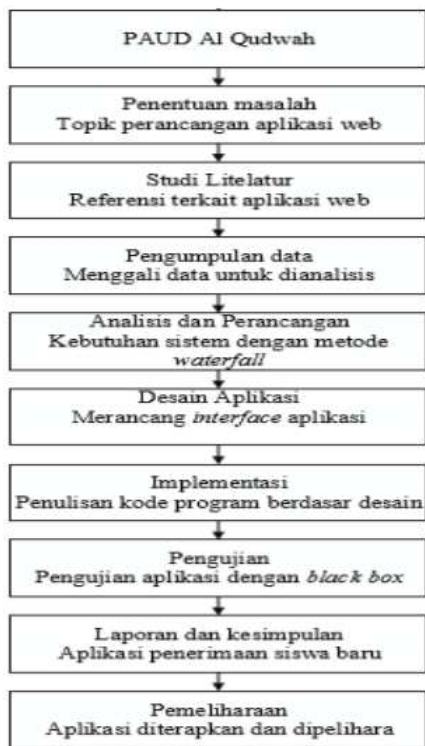 PAUD Al Qudwah
Penentuan masalah
Topik perancangan aplikasi web
Studi Litelatur
Referensi terkait aplikasi web
Pengumpulan data
Menggali data untuk dianalisis
Analisis dan Perancangan
Kebutuhan sistem dengan metode
waterfall
Desain Aplikasi
Merancang interface aplikasi
Implementasi
Penulisan kode program berdasar desain
Pengujian
Pengujian aplikasi dengan black box
Laporan dan kesimpulan
Aplikasi penerimaan siswa baru
Pemeliharaan
Aplikasi diterapkan dan dipelihara